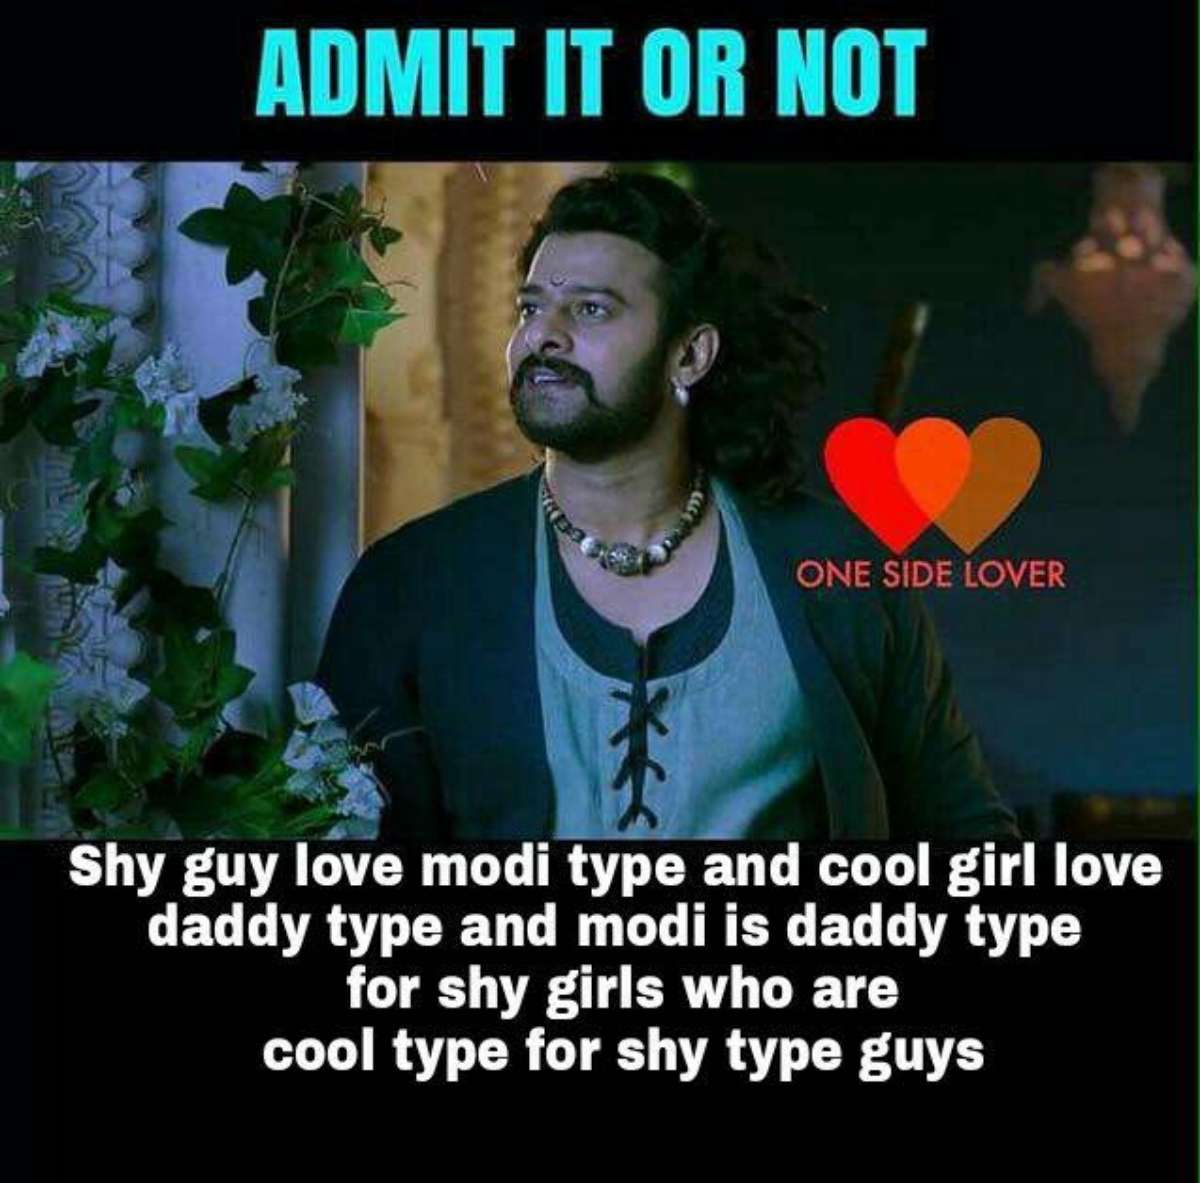 ADMIT IT OR NOT
ONE SIDE LOVER
Shy guy love modi type and cool girl love
daddy type and modi is daddy type
for shy girls who are
cool type for shy type guys